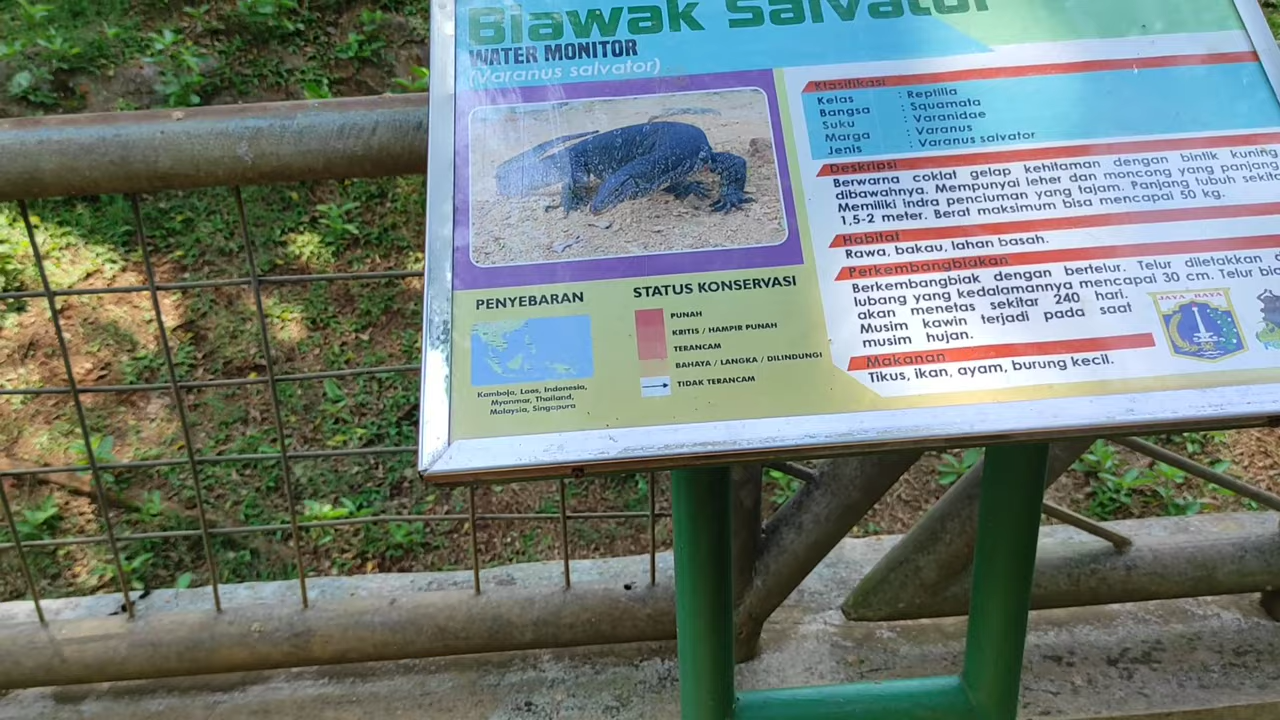 Biawak Salvator
WATER MONITOR
(Varanus salvator)
Klasifikasi
Kelas : Reptilia
Bangsa : Squamata
Suku : Varanidae
Marga : Varanus
Jenis : Varanus salvator
Deskripsi
Berwarna coklat gelap kehitaman dengan bintik kuning
dibawahnya. Mempunyai leher dan moncong yang panjang
Memiliki indra penciuman yang tajam. Panjang tubuh
1,5-2 meter. Berat maksimum bisa mencapai 50 kg.
Habitat
Rawa, bakau, lahan basah.
Perkembangbiakan
Berkembangbiak dengan bertelur. Telur diletakkan
lubang yang kedalamannya mencapai 30 cm. Telur
akan menetas sekitar 240 hari.
Musim kawin terjadi pada saat
musim hujan.
Makanan
Tikus, ikan, ayam, burung kecil.
PENYEBARAN
Kamboja, Laos, Indonesia,
Myanmar, Thailand,
Malaysia, Singapura
STATUS KONSERVASI
PUNAH
KRITIS / HAMPIR PUNAH
TERANCAM
BAHAYA / LANGKA / DILINDUNGI
TIDAK TERANCAM
JAYA RAYA